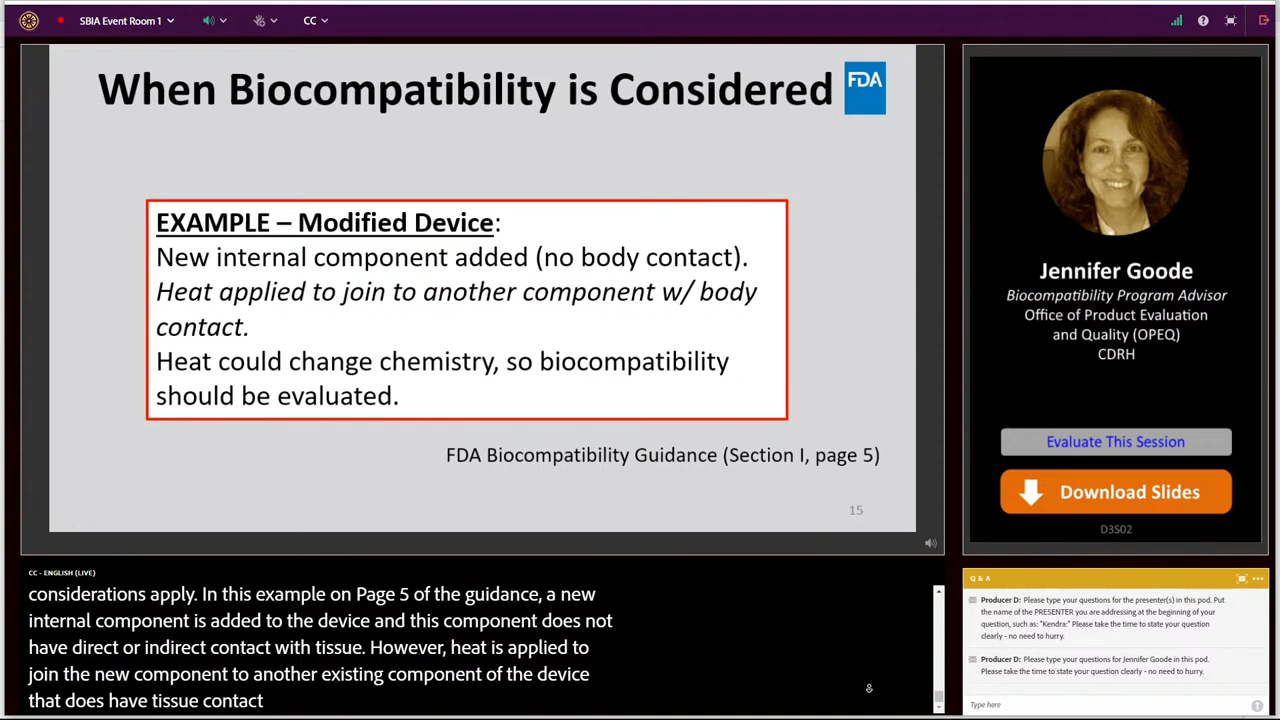 SBIA Event Room 1
CC
When Biocompatibility is Considered
FDA
EXAMPLE – Modified Device:
New internal component added (no body contact).
Heat applied to join to another component w/ body
contact.
Heat could change chemistry, so biocompatibility
should be evaluated.
FDA Biocompatibility Guidance (Section I, page 5)
15
Jennifer Goode
Biocompatibility Program Advisor
Office of Product Evaluation
and Quality (OPEQ)
CDRH
Evaluate This Session
Download Slides
D3S02
CC - ENGLISH (LIVE)
considerations apply. In this example on Page 5 of the guidance, a new
internal component is added to the device and this component does not
have direct or indirect contact with tissue. However, heat is applied to
join the new component to another existing component of the device
that does have tissue contact
Q & A
Producer D: Please type your questions for the presenter(s) in this pod. Put
the name of the PRESENTER you are addressing at the beginning of your
question, such as: "Kendra:" Please take the time to state your question
clearly - no need to hurry.
Producer D: Please type your questions for Jennifer Goode in this pod.
Please take the time to state your question clearly - no need to hurry.
Type here